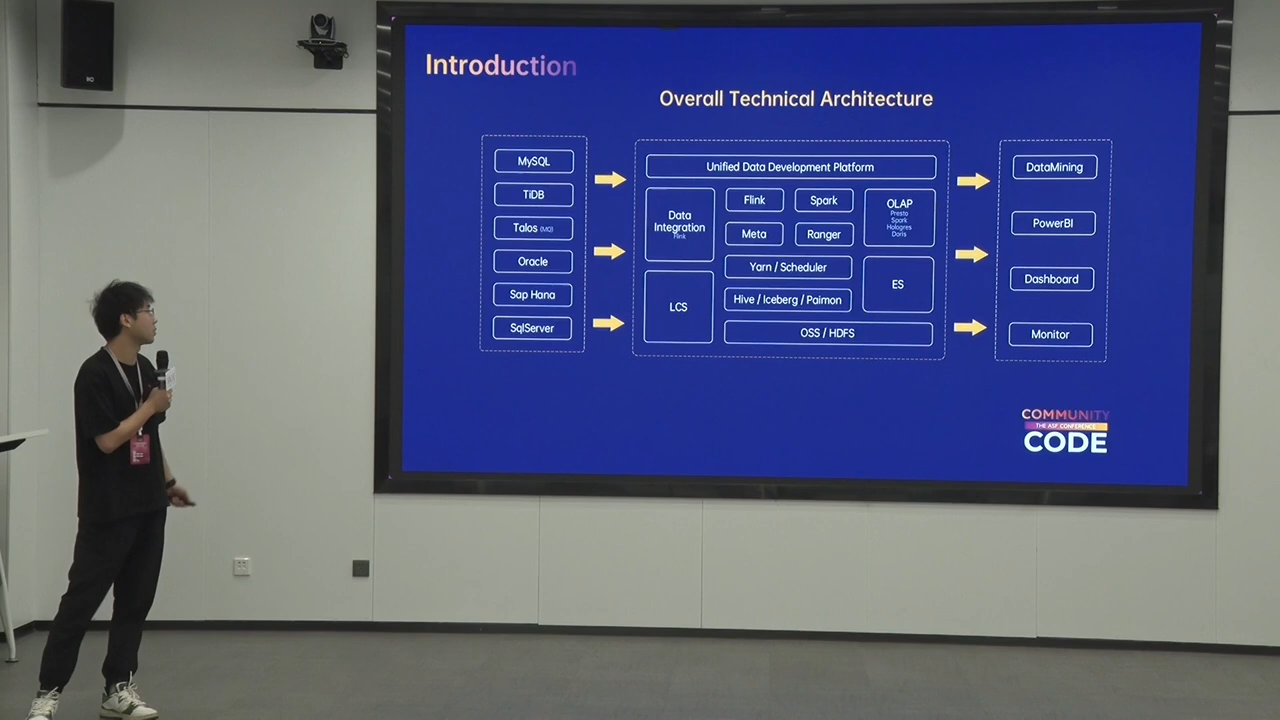 Introduction
Overall Technical Architecture
MySQL
TiDB
Talos (MQ)
Oracle
Sap Hana
SqlServer
Unified Data Development Platform
Data
Integration
Flink
LCS
Flink
Spark
Meta
Ranger
Yarn / Scheduler
Hive / Iceberg / Paimon
OSS / HDFS
OLAP
Presto
Spark
Hologres
Doris
ES
DataMining
PowerBI
Dashboard
Monitor
COMMUNITY
THE ASF CONFERENCE
CODE